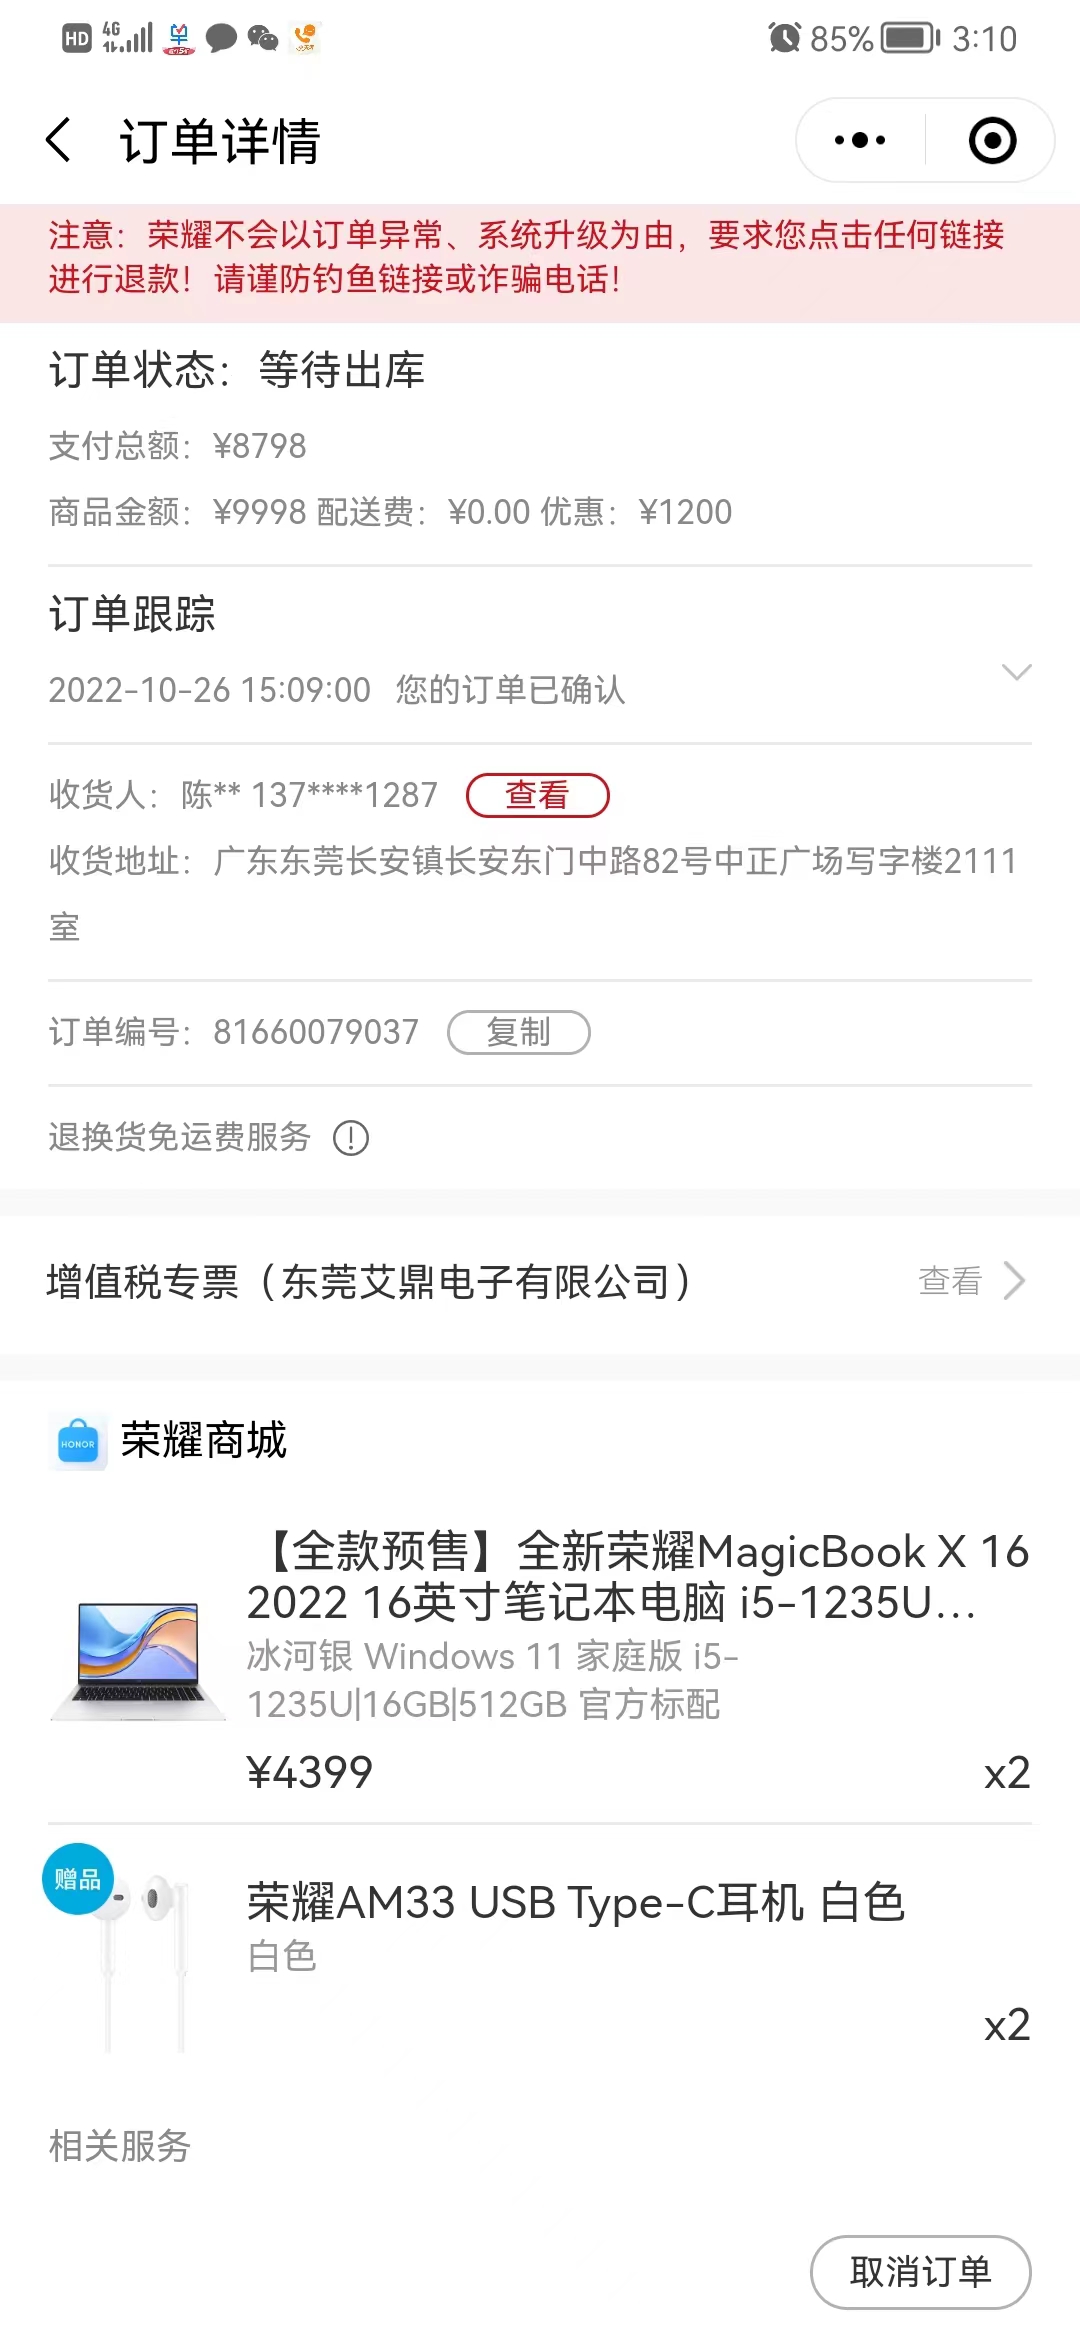 HD 4G 85% 3:10
订单详情
注意：荣耀不会以订单异常、系统升级为由，要求您点击任何链接
进行退款！请谨防钓鱼链接或诈骗电话！
订单状态：等待出库
支付总额：¥8798
商品金额：¥9998 配送费：¥0.00 优惠：¥1200
订单跟踪
2022-10-26 15:09:00 您的订单已确认
收货人：陈** 137****1287 查看
收货地址：广东东莞长安镇长安东门中路82号中正广场写字楼2111
室
订单编号：81660079037 复制
退换货免运费服务
增值税专票（东莞艾鼎电子有限公司） 查看
HONOR 荣耀商城
【全款预售】全新荣耀MagicBook X 16
2022 16英寸笔记本电脑 i5-1235U...
冰河银 Windows 11 家庭版 i5-
1235U|16GB|512GB 官方标配
¥4399 x2
赠品
荣耀AM33 USB Type-C耳机 白色
白色
x2
相关服务
取消订单